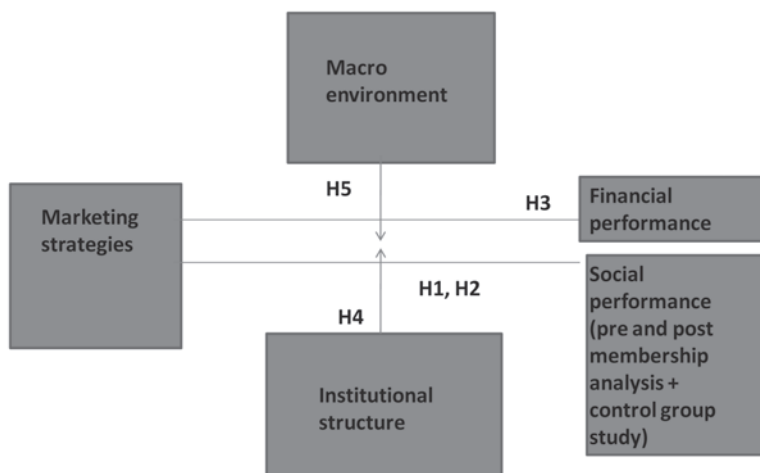 Macro
environment
H5
H3
Marketing
strategies
Financial
performance
H1, H2
H4
Social
performance
(pre and post
membership
analysis +
control group
study)
Institutional
structure